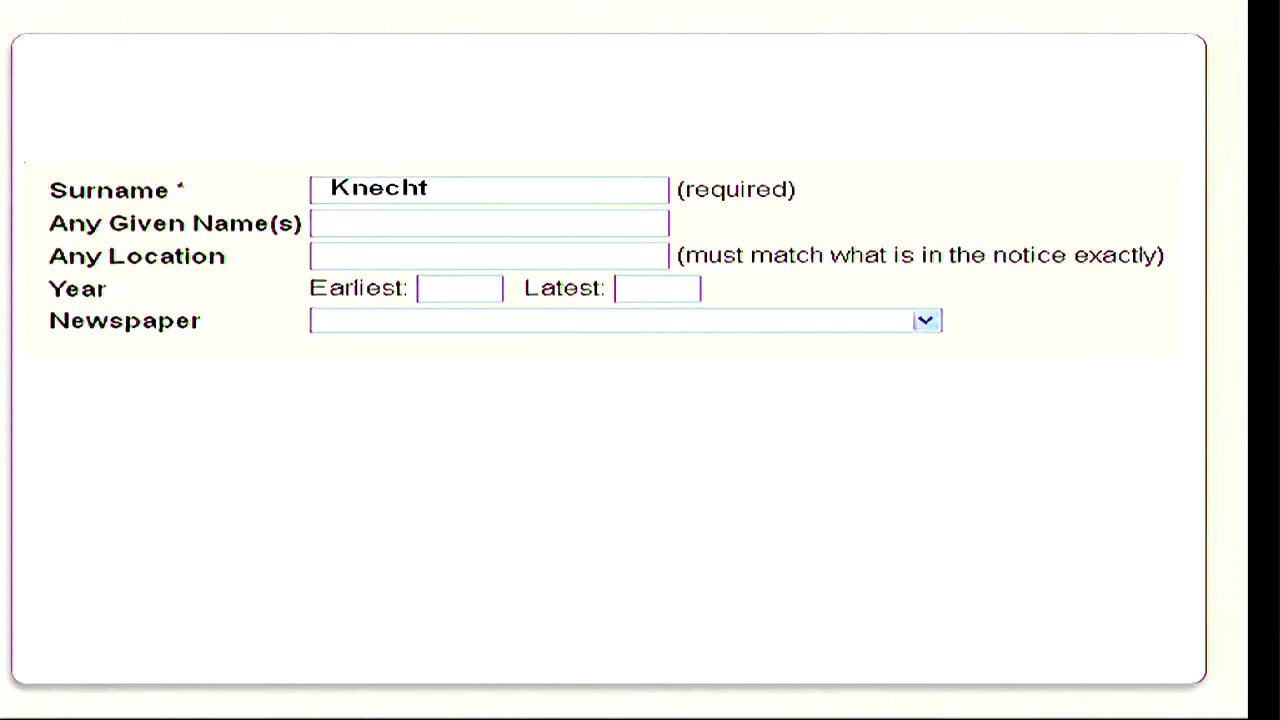 Surname * Knecht (required)
Any Given Name(s)
Any Location (must match what is in the notice exactly)
Year Earliest: Latest:
Newspaper